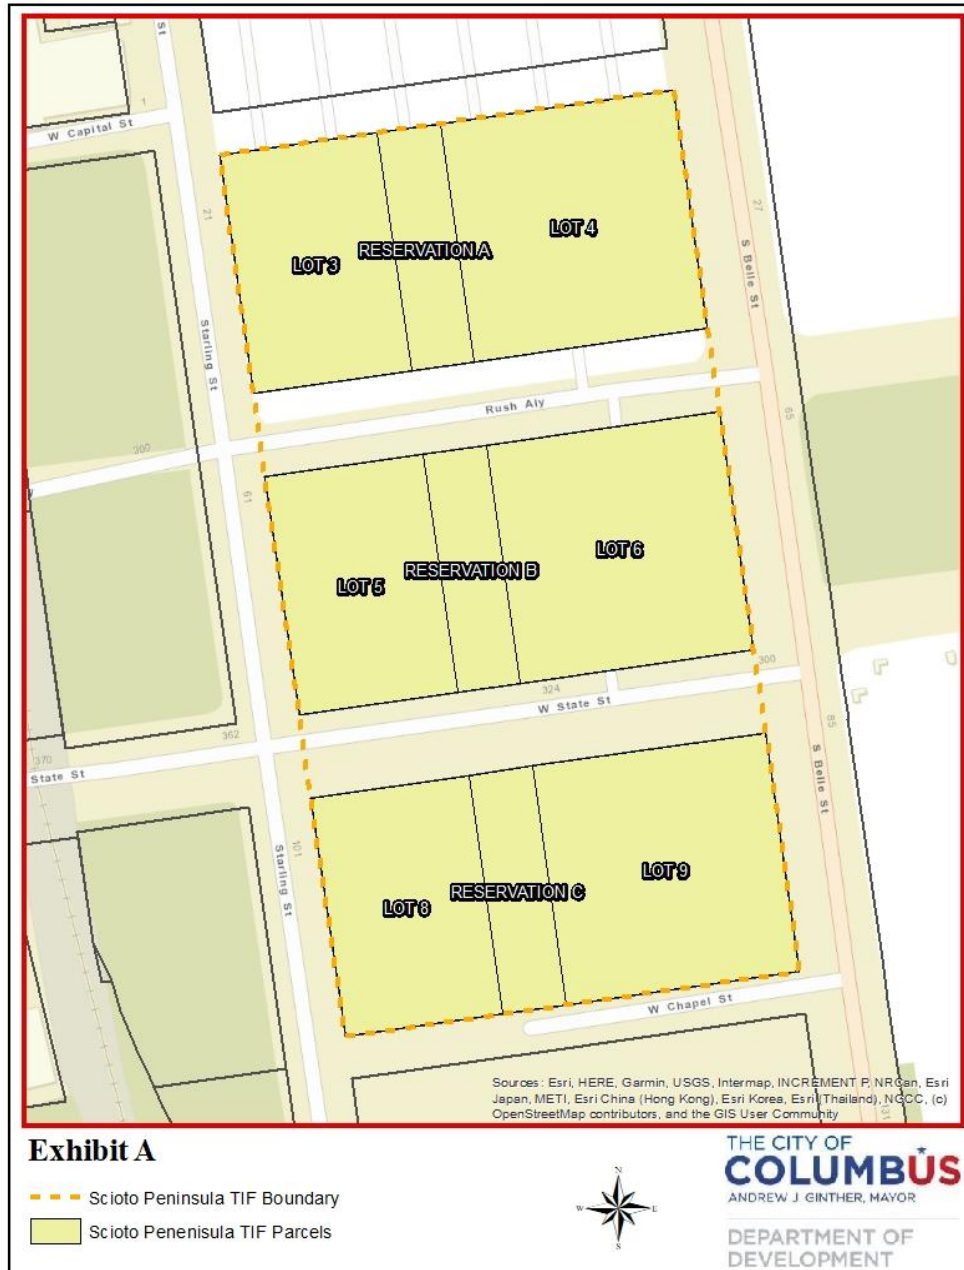 St
1
W Capital St
21
27
LOT 4
RESERVATION A
LOT 3
S Belle St
Starling St
Rush Aly
65
300
61
LOT 6
RESERVATION B
LOT 5
300
324
W State St
362
370
State St
85
S Belle St
101
Starling St
LOT 9
RESERVATION C
LOT 8
W Chapel St
131
Sources: Esri, HERE, Garmin, USGS, Intermap, INCREMENT P, NRCan, Esri
Japan, METI, Esri China (Hong Kong), Esri Korea, Esri (Thailand), NGCC, (c)
OpenStreetMap contributors, and the GIS User Community
Exhibit A
Scioto Peninsula TIF Boundary
Scioto Penenisula TIF Parcels
N
W E
S
THE CITY OF
COLUMBUS
ANDREW J. GINTHER, MAYOR
DEPARTMENT OF
DEVELOPMENT